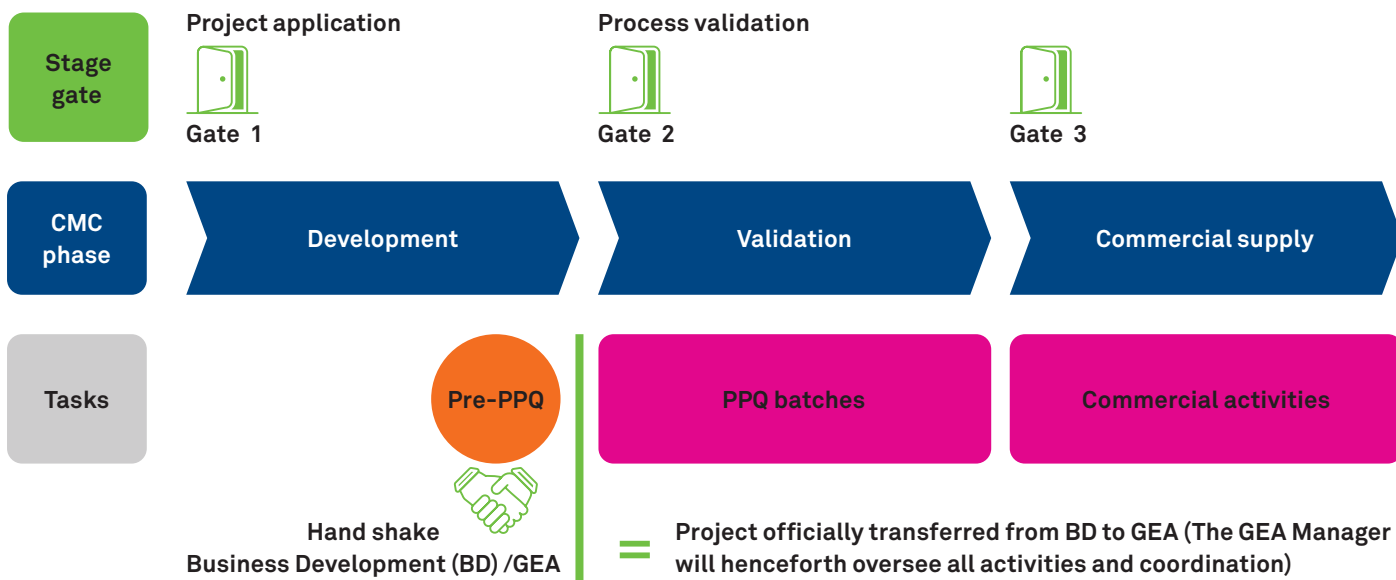 Project application
Process validation
Stage
gate
Gate 1
Gate 2
Gate 3
CMC
phase
Development
Validation
Commercial supply
Tasks
Pre-PPQ
PPQ batches
Commercial activities
Hand shake
Business Development (BD) /GEA
= Project officially transferred from BD to GEA (The GEA Manager
will henceforth oversee all activities and coordination)